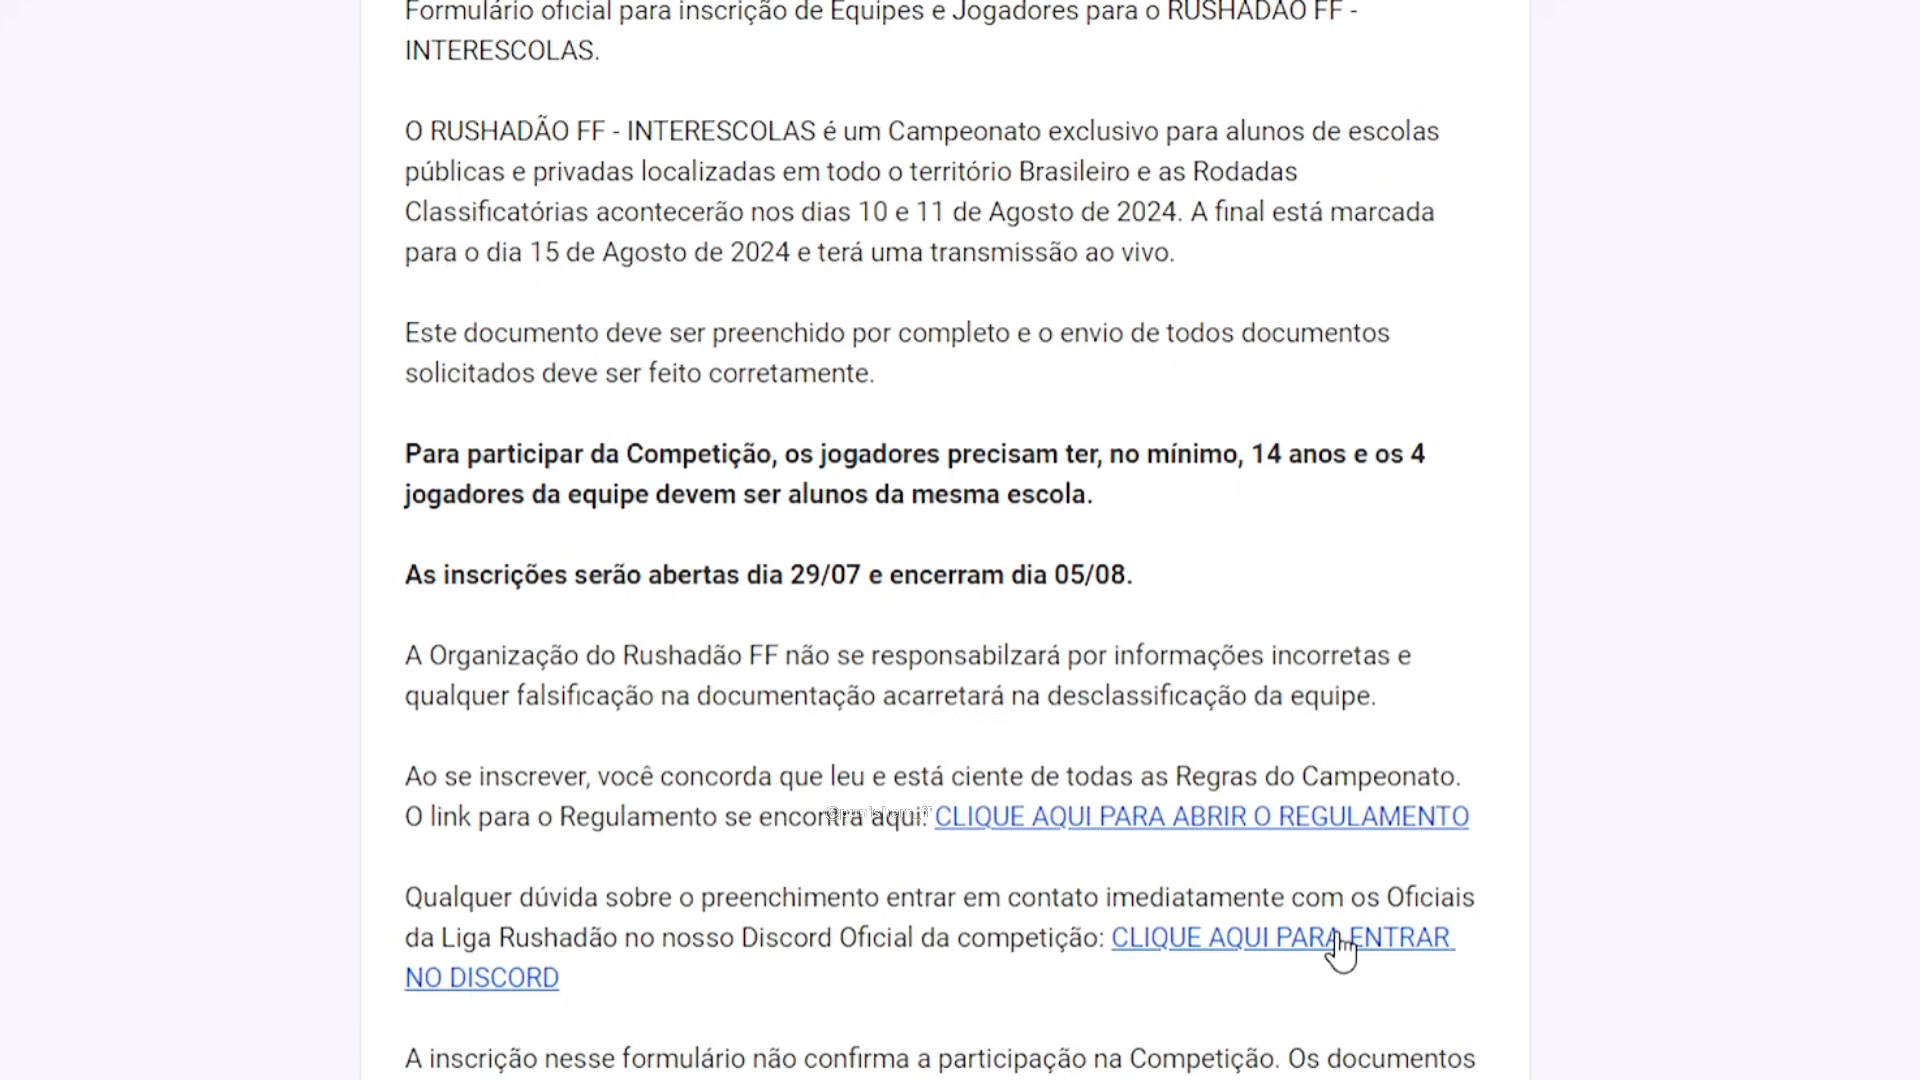 Formulário oficial para inscrição de Equipes e Jogadores para o RUSHADÃO FF -
INTERESCOLAS.
O RUSHADÃO FF - INTERESCOLAS é um Campeonato exclusivo para alunos de escolas
públicas e privadas localizadas em todo o território Brasileiro e as Rodadas
Classificatórias acontecerão nos dias 10 e 11 de Agosto de 2024. A final está marcada
para o dia 15 de Agosto de 2024 e terá uma transmissão ao vivo.
Este documento deve ser preenchido por completo e o envio de todos documentos
solicitados deve ser feito corretamente.
Para participar da Competição, os jogadores precisam ter, no mínimo, 14 anos e os 4
jogadores da equipe devem ser alunos da mesma escola.
As inscrições serão abertas dia 29/07 e encerram dia 05/08.
A Organização do Rushadão FF não se responsabilzará por informações incorretas e
qualquer falsificação na documentação acarretará na desclassificação da equipe.
Ao se inscrever, você concorda que leu e está ciente de todas as Regras do Campeonato.
O link para o Regulamento se encontra aqui: CLIQUE AQUI PARA ABRIR O REGULAMENTO
Qualquer dúvida sobre o preenchimento entrar em contato imediatamente com os Oficiais
da Liga Rushadão no nosso Discord Oficial da competição: CLIQUE AQUI PARA ENTRAR
NO DISCORD
A inscrição nesse formulário não confirma a participação na Competição. Os documentos